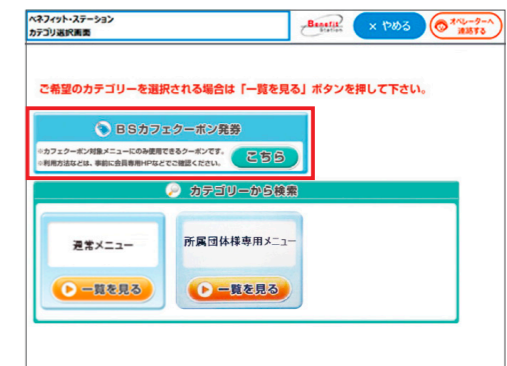 ベネフィット・ステーション
カテゴリ選択画面
Benefit
Station
× やめる
オペレーターへ
連絡する
ご希望のカテゴリーを選択される場合は「一覧を見る」ボタンを押して下さい。
BSカフェクーポン発券
※カフェクーポン対象メニューにのみ使用できるクーポンです。
※利用方法などは、事前に会員専用HPなどでご確認ください。
こちら
カテゴリーから検索
通常メニュー
所属団体様専用メニュー
一覧を見る
一覧を見る